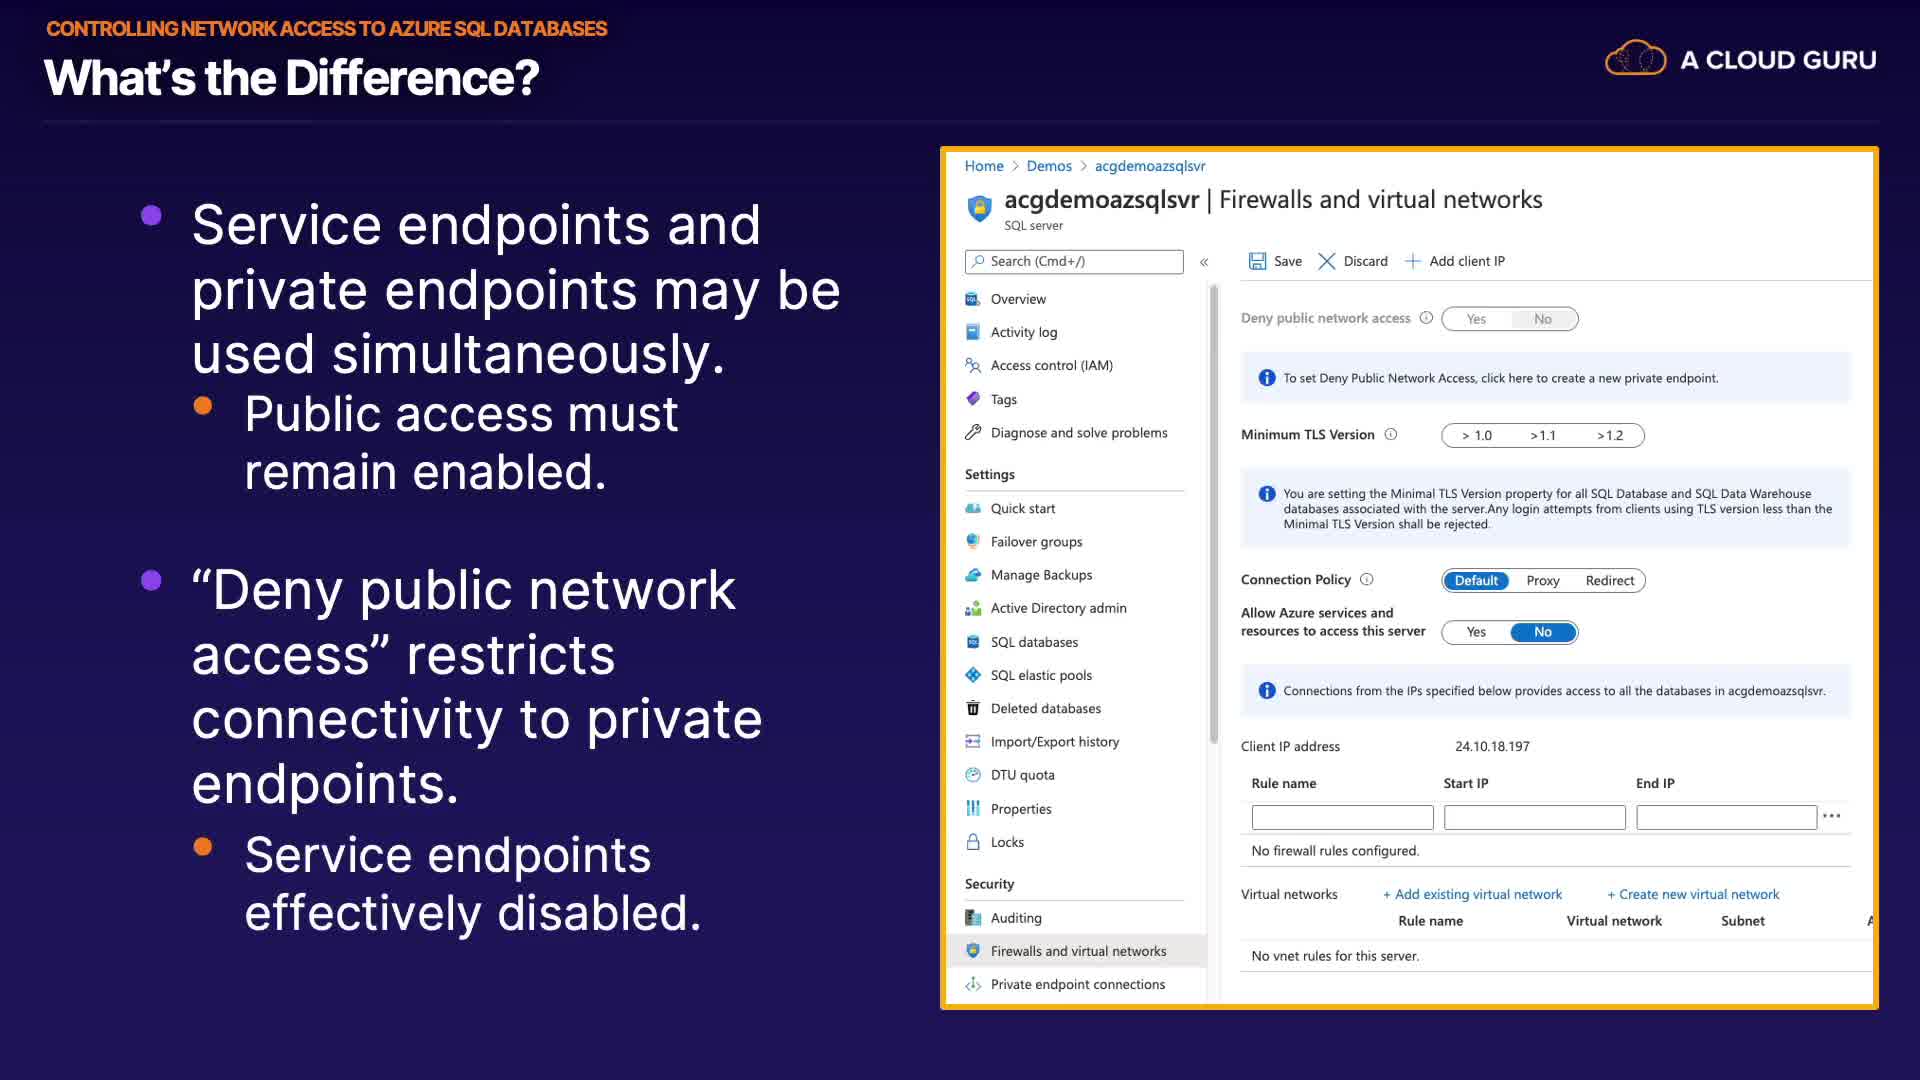 CONTROLLING NETWORK ACCESS TO AZURE SQL DATABASES
What's the Difference?
A CLOUD GURU
Service endpoints and
private endpoints may be
used simultaneously.
Public access must
remain enabled.
“Deny public network
access” restricts
connectivity to private
endpoints.
Service endpoints
effectively disabled.
Home > Demos > acgdemoazsqlsvr
acgdemoazsqlsvr | Firewalls and virtual networks
SQL server
Search (Cmd+/)
«
Overview
Activity log
Access control (IAM)
Tags
Diagnose and solve problems
Settings
Quick start
Failover groups
Manage Backups
Active Directory admin
SQL databases
SQL elastic pools
Deleted databases
Import/Export history
DTU quota
Properties
Locks
Security
Auditing
Firewalls and virtual networks
Private endpoint connections
Save Discard Add client IP
Deny public network access Yes No
To set Deny Public Network Access, click here to create a new private endpoint.
Minimum TLS Version > 1.0 >1.1 >1.2
You are setting the Minimal TLS Version property for all SQL Database and SQL Data Warehouse
databases associated with the server.Any login attempts from clients using TLS version less than the
Minimal TLS Version shall be rejected.
Connection Policy Default Proxy Redirect
Allow Azure services and
resources to access this server Yes No
Connections from the IPs specified below provides access to all the databases in acgdemoazsqlsvr.
Client IP address 24.10.18.197
Rule name Start IP End IP
No firewall rules configured.
Virtual networks + Add existing virtual network + Create new virtual network
Rule name Virtual network Subnet
No vnet rules for this server.